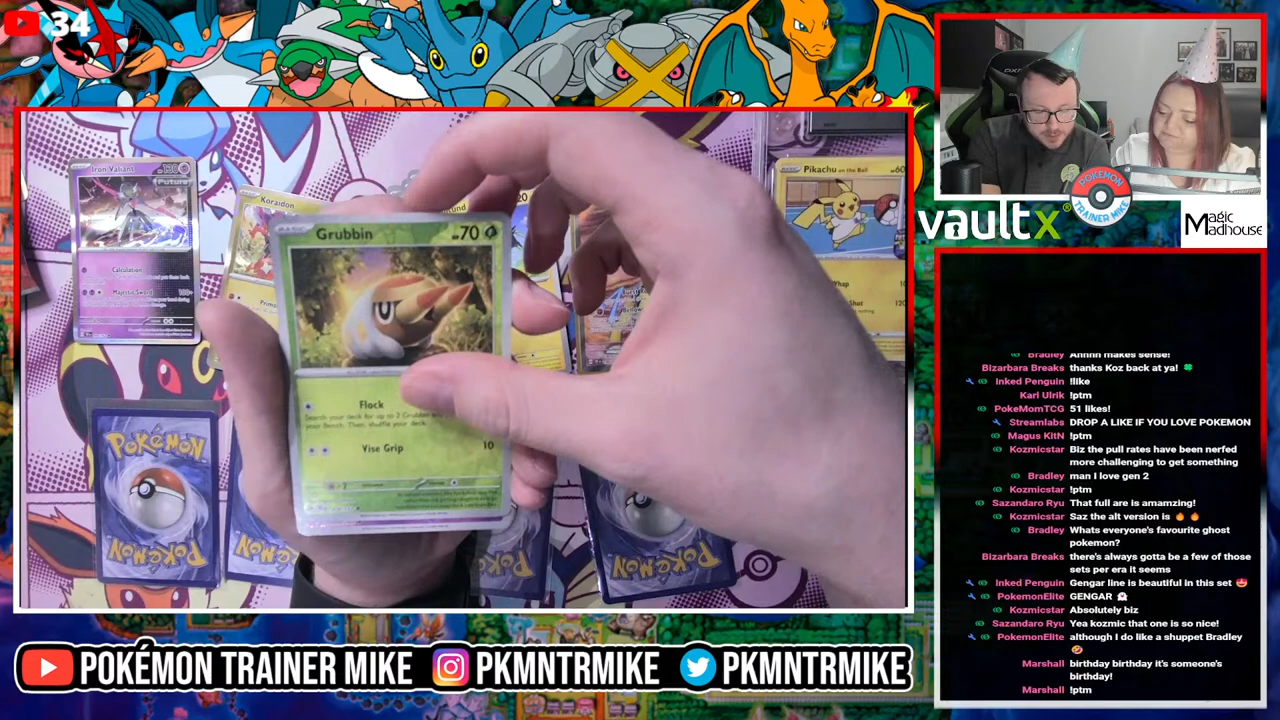 34
Iron Valiant 130
Future
Calculation
Majestic Sword 100+
Koraidon
Grubbin 70
Flock
Search your deck for up to 2 Grubbin
your Bench. Then, shuffle your deck.
Vise Grip 10
Pikachu on the Ball 60
POKÉMON
POKÉMON
POKEMON
TRAINER MIKE
vaultx
Magic
Madhouse
Bradley Ahhhh makes sense!
Bizarbara Breaks thanks Koz back at ya!
Inked Penguin !like
Karl Ulrik !ptm
PokeMomTCG 51 likes!
Streamlabs DROP A LIKE IF YOU LOVE POKEMON
Magus KitN !ptm
Kozmicstar Biz the pull rates have been nerfed
more challenging to get something
Bradley man I love gen 2
Kozmicstar !ptm
Sazandaro Ryu That full are is amamzing!
Kozmicstar Saz the alt version is 🔥 🔥
Bradley Whats everyone's favourite ghost
pokemon?
Bizarbara Breaks there's always gotta be a few of those
sets per era it seems
Inked Penguin Gengar line is beautiful in this set 😍
PokemonElite GENGAR 👻
Kozmicstar Absolutely biz
Sazandaro Ryu Yea kozmic that one is so nice!
PokemonElite although I do like a shuppet Bradley
🤣
Marshall birthday birthday it's someone's
birthday!
Marshall !ptm
POKÉMON TRAINER MIKE PKMNTRMIKE PKMNTRMIKE